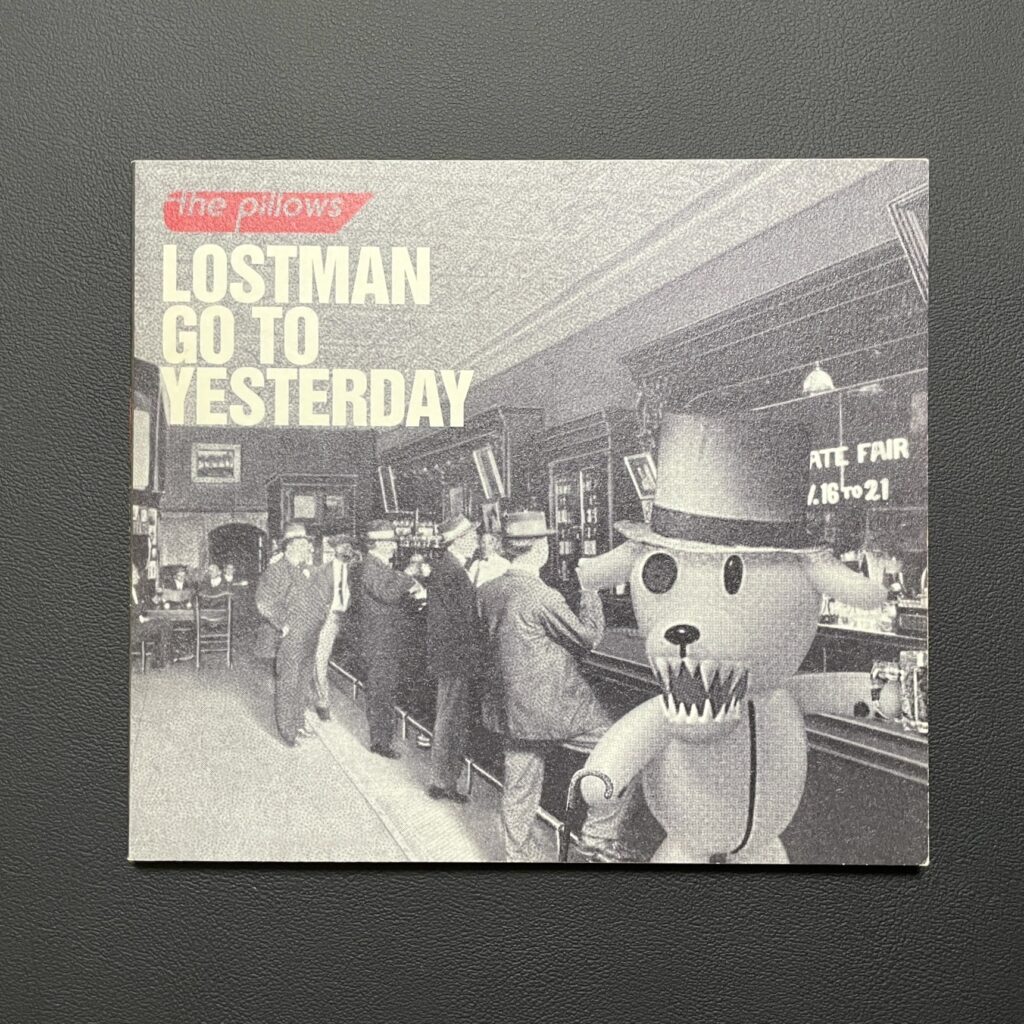 the pillows
LOSTMAN
GO TO
YESTERDAY
ATE FAIR
16 TO 21